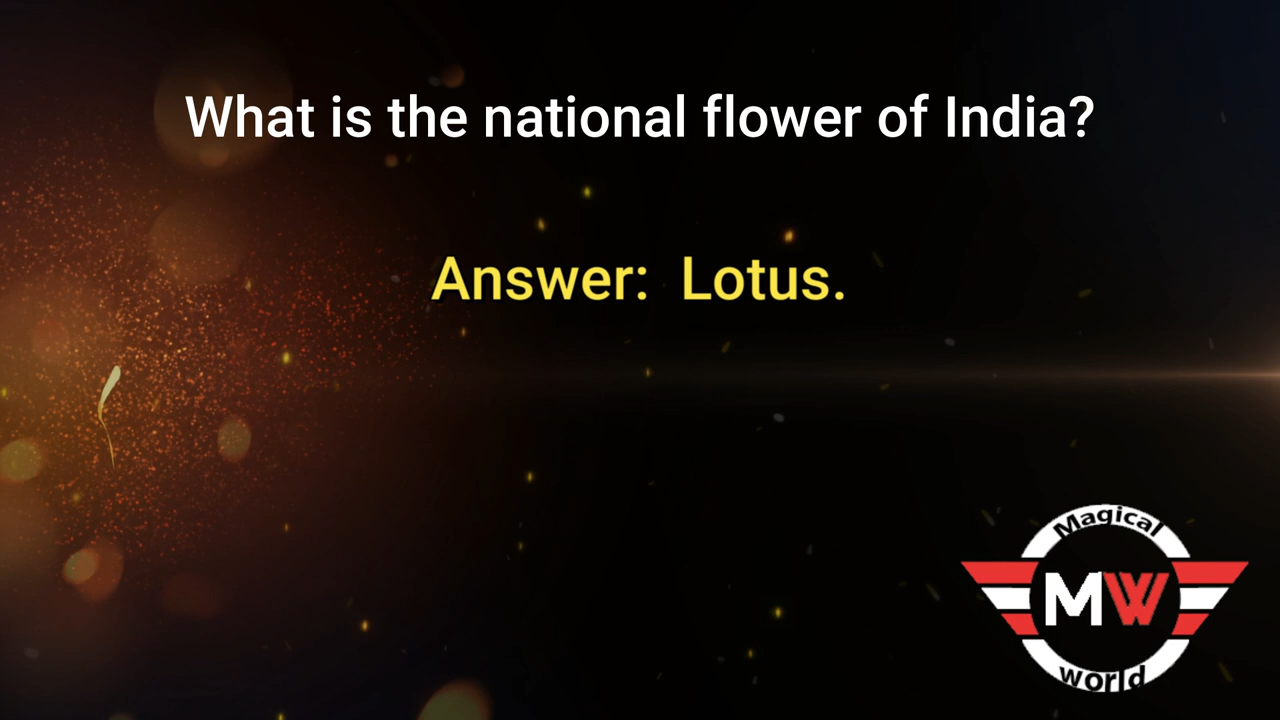 What is the national flower of India?
Answer: Lotus.
Magical
MW
world